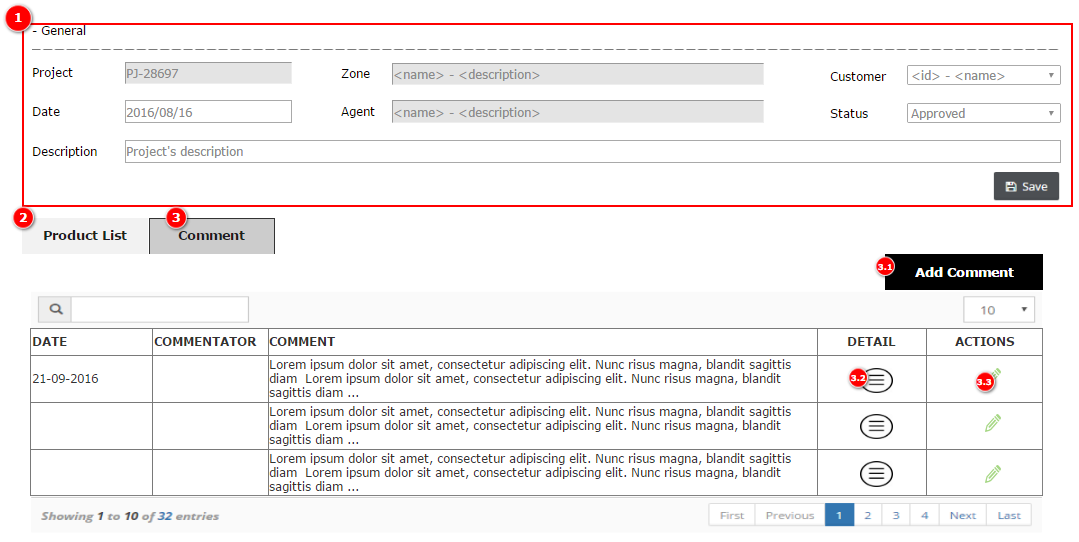 1
- General
Project PJ-28697 Zone <name> - <description> Customer <id> - <name>
Date 2016/08/16 Agent <name> - <description> Status Approved
Description Project's description
Save
2 3
Product List Comment
3.1 Add Comment
10
DATE COMMENTATOR COMMENT DETAIL ACTIONS
21-09-2016 Lorem ipsum dolor sit amet, consectetur adipiscing elit. Nunc risus magna, blandit sagittis
diam Lorem ipsum dolor sit amet, consectetur adipiscing elit. Nunc risus magna, blandit
sagittis diam ...
3.2 3.3
Lorem ipsum dolor sit amet, consectetur adipiscing elit. Nunc risus magna, blandit sagittis
diam Lorem ipsum dolor sit amet, consectetur adipiscing elit. Nunc risus magna, blandit
sagittis diam ...
Lorem ipsum dolor sit amet, consectetur adipiscing elit. Nunc risus magna, blandit sagittis
diam Lorem ipsum dolor sit amet, consectetur adipiscing elit. Nunc risus magna, blandit
sagittis diam ...
Showing 1 to 10 of 32 entries First Previous 1 2 3 4 Next Last